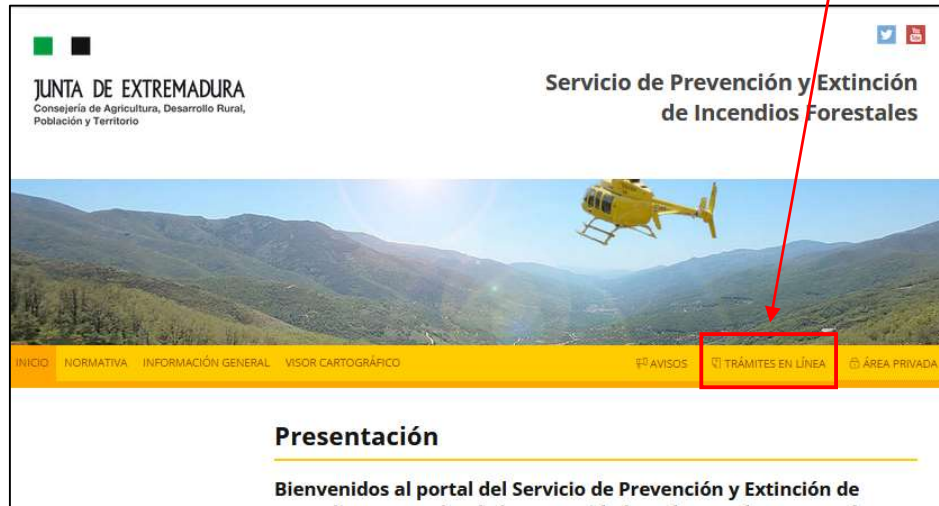 JUNTA DE EXTREMADURA
Consejería de Agricultura, Desarrollo Rural,
Población y Territorio
You
Tube
Servicio de Prevención y Extinción
de Incendios Forestales
INICIO NORMATIVA INFORMACIÓN GENERAL VISOR CARTOGRÁFICO AVISOS TRÁMITES EN LÍNEA ÁREA PRIVADA
Presentación
Bienvenidos al portal del Servicio de Prevención y Extinción de